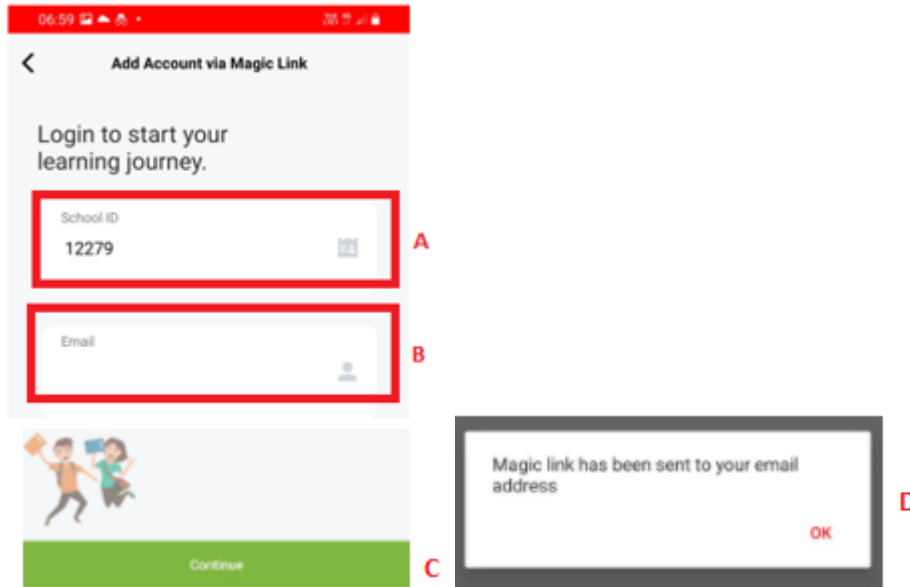 06:59
Add Account via Magic Link
Login to start your
learning journey.
School ID
12279
A
Email
B
Continue
C
Magic link has been sent to your email
address
OK
D